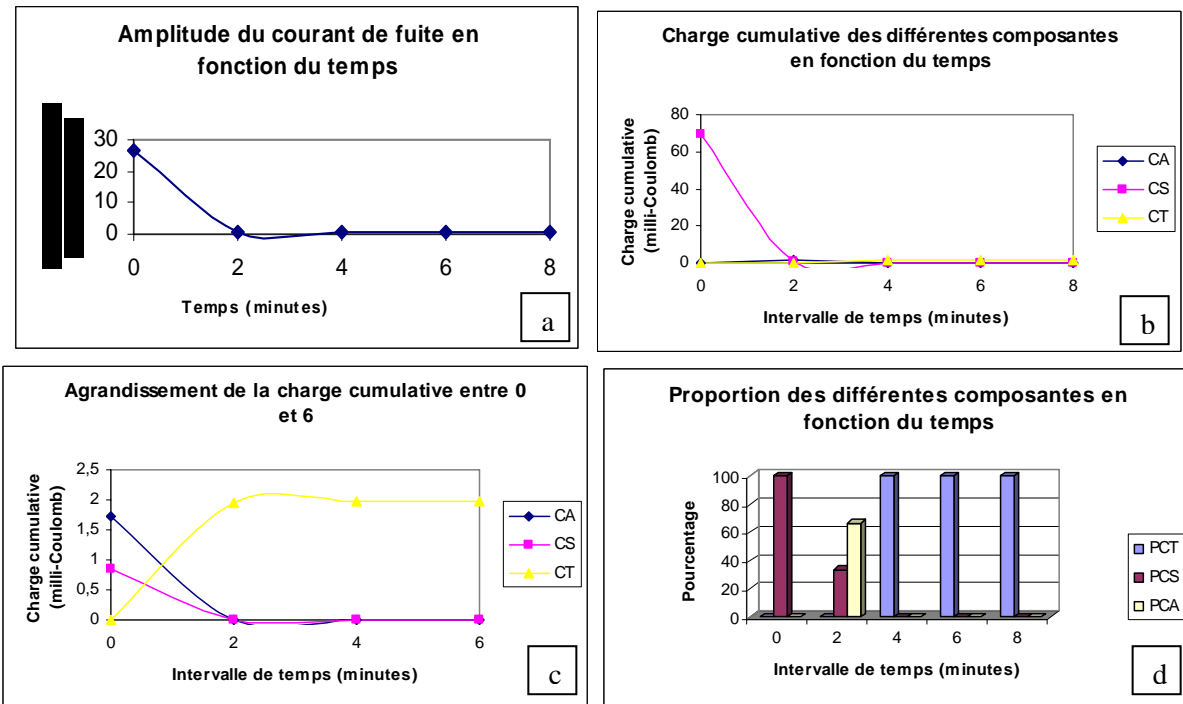 Amplitude du courant de fuite en
fonction du temps
30
20
10
0
0 2 4 6 8
Temps (minutes)
a
Charge cumulative des différentes composantes
en fonction du temps
Charge cumulative
(milli-Coulomb)
80
60
40
20
0
0 2 4 6 8
Intervalle de temps (minutes)
CA
CS
CT
b
Agrandissement de la charge cumulative entre 0
et 6
Charge cumulative
(milli-Coulomb)
2,5
2
1,5
1
0,5
0
0 2 4 6
Intervalle de temps (minutes)
CA
CS
CT
c
Proportion des différentes composantes en
fonction du temps
Pourcentage
100
80
60
40
20
0
0 2 4 6 8
Intervalle de temps (minutes)
PCT
PCS
PCA
d